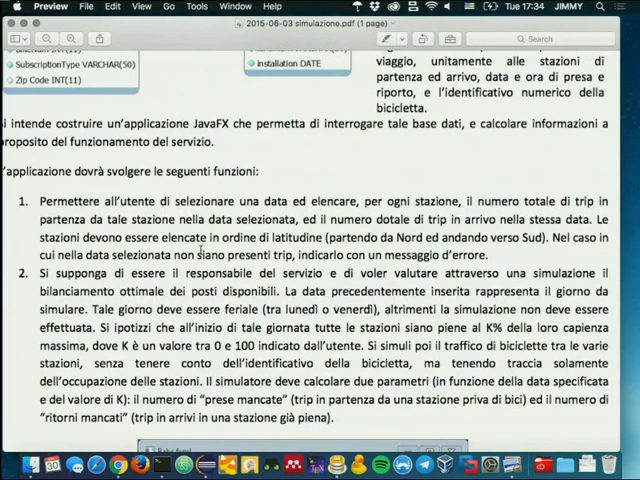 Preview File Edit View Go Tools Window Help Tue 17:34 JIMMY
2015-06-03 simulazione.pdf (1 page)
Search
SubscriptionType VARCHAR(50)
Zip Code INT(11)
installation DATE
viaggio, unitamente alle stazioni di
partenza ed arrivo, data e ora di presa e
riporto, e l'identificativo numerico della
bicicletta.
Si intende costruire un'applicazione JavaFX che permetta di interrogare tale base dati, e calcolare informazioni a
proposito del funzionamento del servizio.
'applicazione dovrà svolgere le seguenti funzioni:
1. Permettere all'utente di selezionare una data ed elencare, per ogni stazione, il numero totale di trip in
partenza da tale stazione nella data selezionata, ed il numero dotale di trip in arrivo nella stessa data. Le
stazioni devono essere elencate in ordine di latitudine (partendo da Nord ed andando verso Sud). Nel caso in
cui nella data selezionata non siano presenti trip, indicarlo con un messaggio d'errore.
2. Si supponga di essere il responsabile del servizio e di voler valutare attraverso una simulazione il
bilanciamento ottimale dei posti disponibili. La data precedentemente inserita rappresenta il giorno da
simulare. Tale giorno deve essere feriale (tra lunedì o venerdì), altrimenti la simulazione non deve essere
effettuata. Si ipotizzi che all'inizio di tale giornata tutte le stazioni siano piene al K% della loro capienza
massima, dove K è un valore tra 0 e 100 indicato dall'utente. Si simuli poi il traffico di biciclette tra le varie
stazioni, senza tenere conto dell'identificativo della bicicletta, ma tenendo traccia solamente
dell'occupazione delle stazioni. Il simulatore deve calcolare due parametri (in funzione della data specificata
e del valore di K): il numero di "prese mancate" (trip in partenza da una stazione priva di bici) ed il numero di
"ritorni mancati" (trip in arrivi in una stazione già piena).